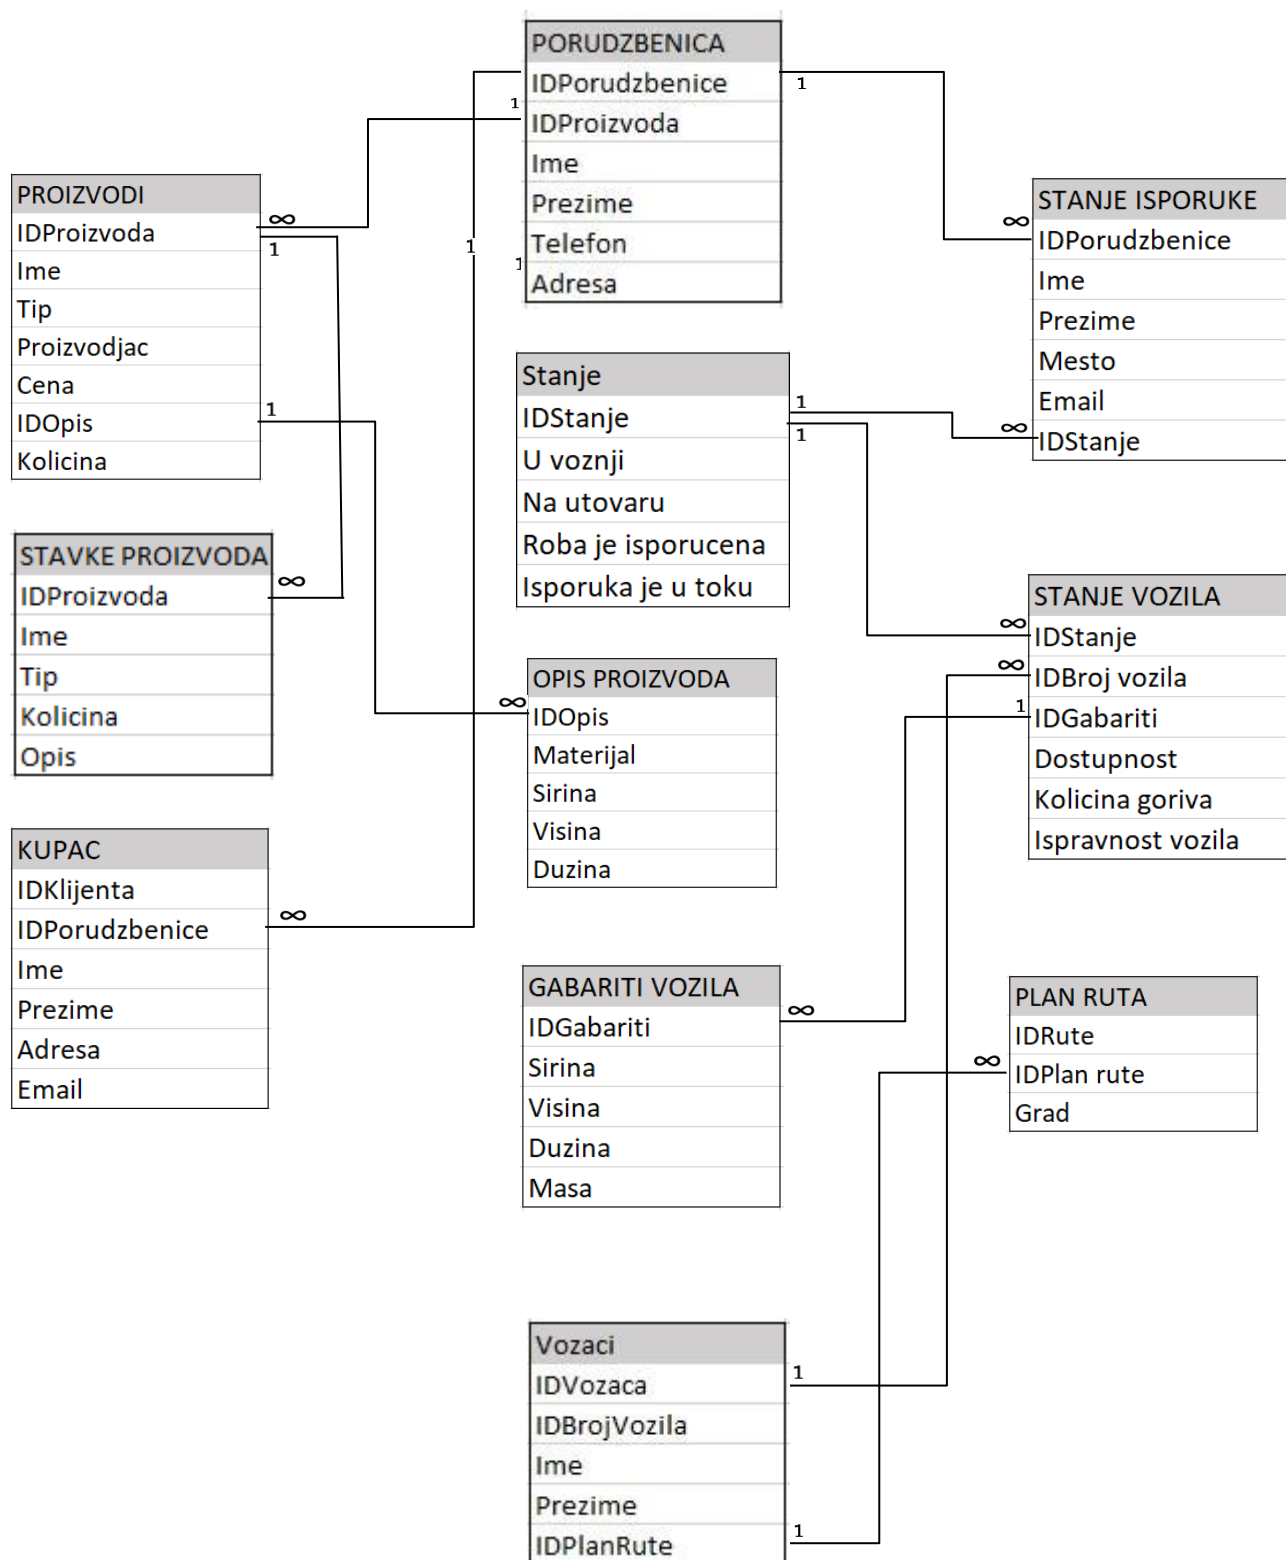 PORUDZBENICA
IDPorudzbenice
IDProizvoda
Ime
Prezime
Telefon
Adresa
1
1
1
1
1
PROIZVODI
IDProizvoda
Ime
Tip
Proizvodjac
Cena
IDOpis
Kolicina
∞
1
1
STANJE ISPORUKE
IDPorudzbenice
Ime
Prezime
Mesto
Email
IDStanje
∞
∞
Stanje
IDStanje
U voznji
Na utovaru
Roba je isporucena
Isporuka je u toku
1
STAVKE PROIZVODA
IDProizvoda
Ime
Tip
Kolicina
Opis
∞
STANJE VOZILA
IDStanje
IDBroj vozila
IDGabariti
Dostupnost
Kolicina goriva
Ispravnost vozila
∞
∞
1
OPIS PROIZVODA
IDOpis
Materijal
Sirina
Visina
Duzina
∞
KUPAC
IDKlijenta
IDPorudzbenice
Ime
Prezime
Adresa
Email
∞
GABARITI VOZILA
IDGabariti
Sirina
Visina
Duzina
Masa
∞
PLAN RUTA
IDRute
IDPlan rute
Grad
∞
Vozaci
IDVozaca
IDBrojVozila
Ime
Prezime
IDPlanRute
1
1